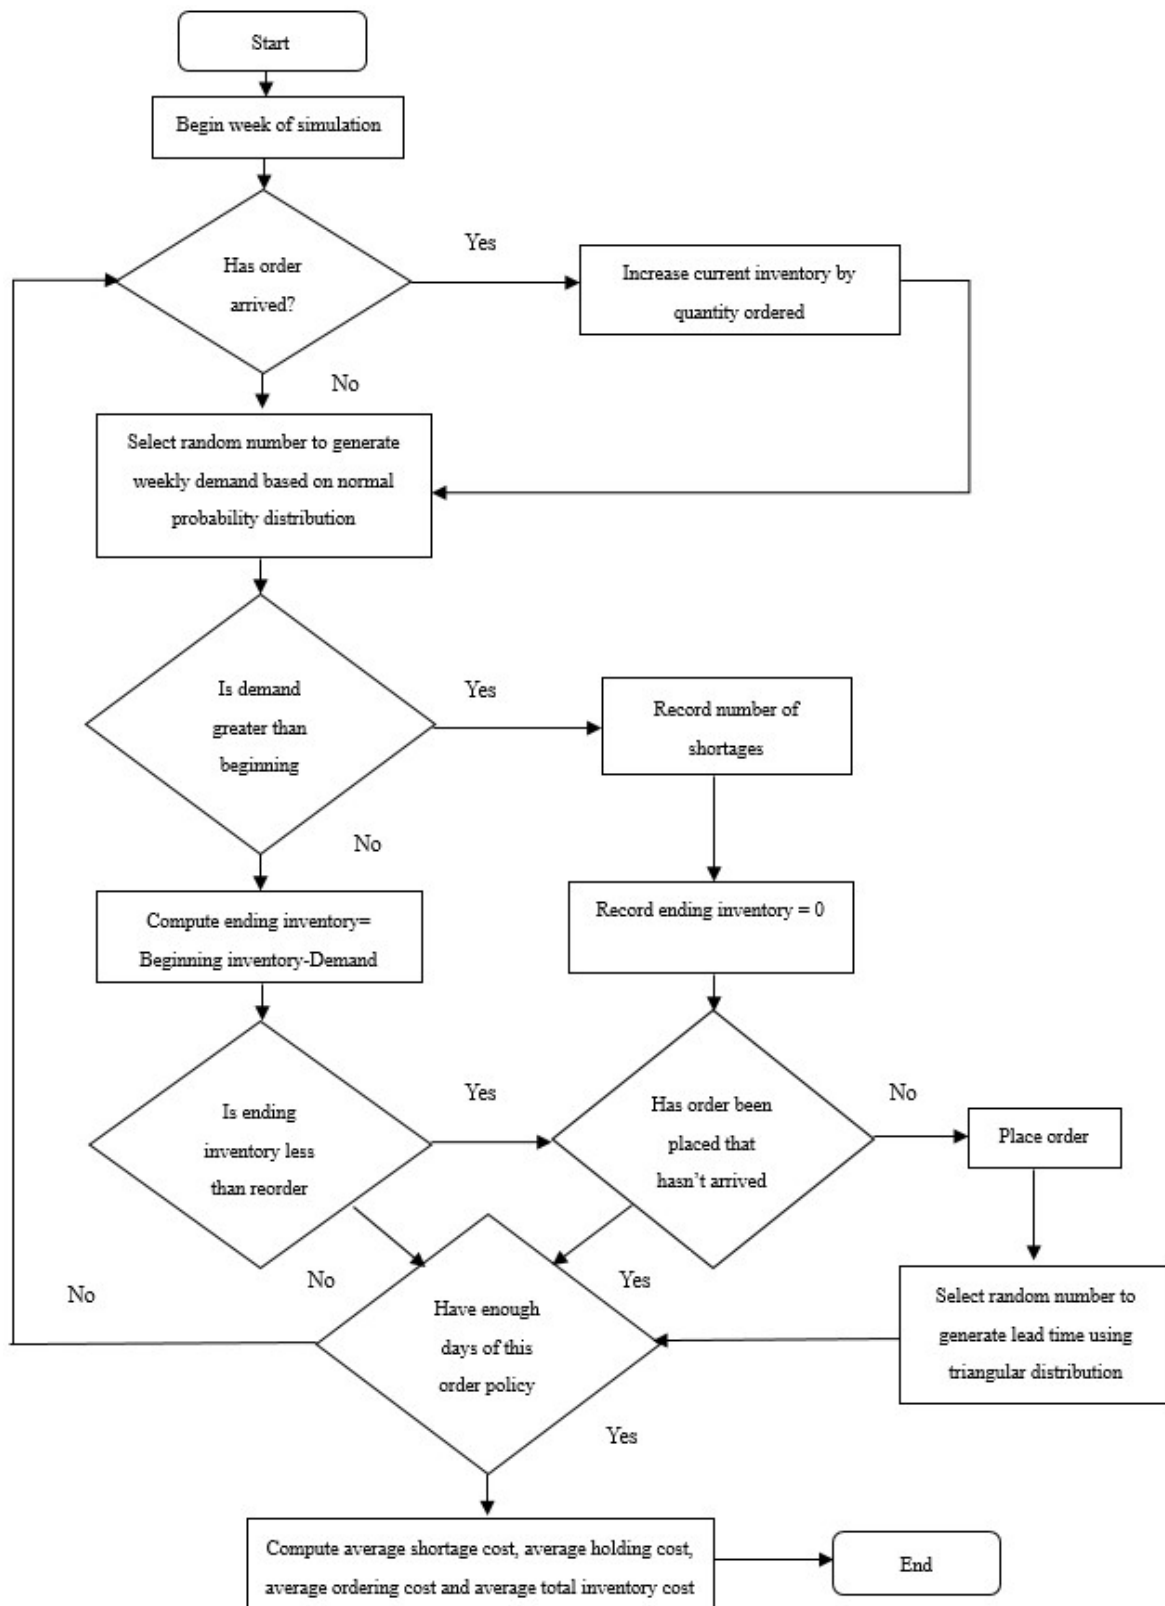 Start
Begin week of simulation
Has order
arrived?
Yes
Increase current inventory by
quantity ordered
No
Select random number to generate
weekly demand based on normal
probability distribution
Is demand
greater than
beginning
Yes
Record number of
shortages
No
Compute ending inventory=
Beginning inventory-Demand
Record ending inventory = 0
Is ending
inventory less
than reorder
Yes
Has order been
placed that
hasn't arrived
No
Place order
No
No
Yes
Have enough
days of this
order policy
Select random number to
generate lead time using
triangular distribution
Yes
Compute average shortage cost, average holding cost,
average ordering cost and average total inventory cost
End